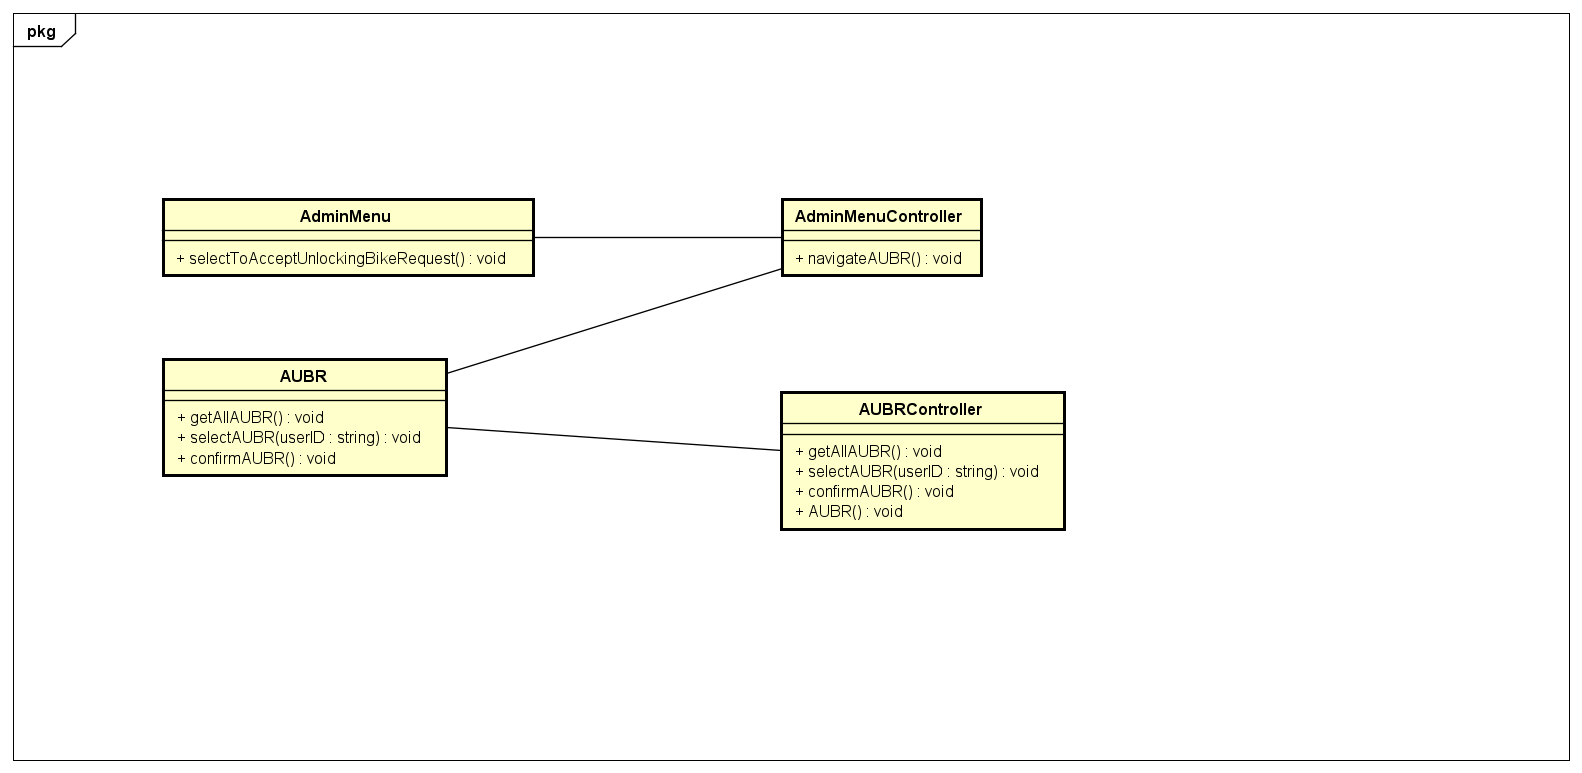 pkg
AdminMenu
+ selectToAcceptUnlockingBikeRequest() : void
AdminMenuController
+ navigateAUBR() : void
AUBR
+ getAllAUBR() : void
+ selectAUBR(userID : string) : void
+ confirmAUBR() : void
AUBRController
+ getAllAUBR() : void
+ selectAUBR(userID : string) : void
+ confirmAUBR() : void
+ AUBR() : void